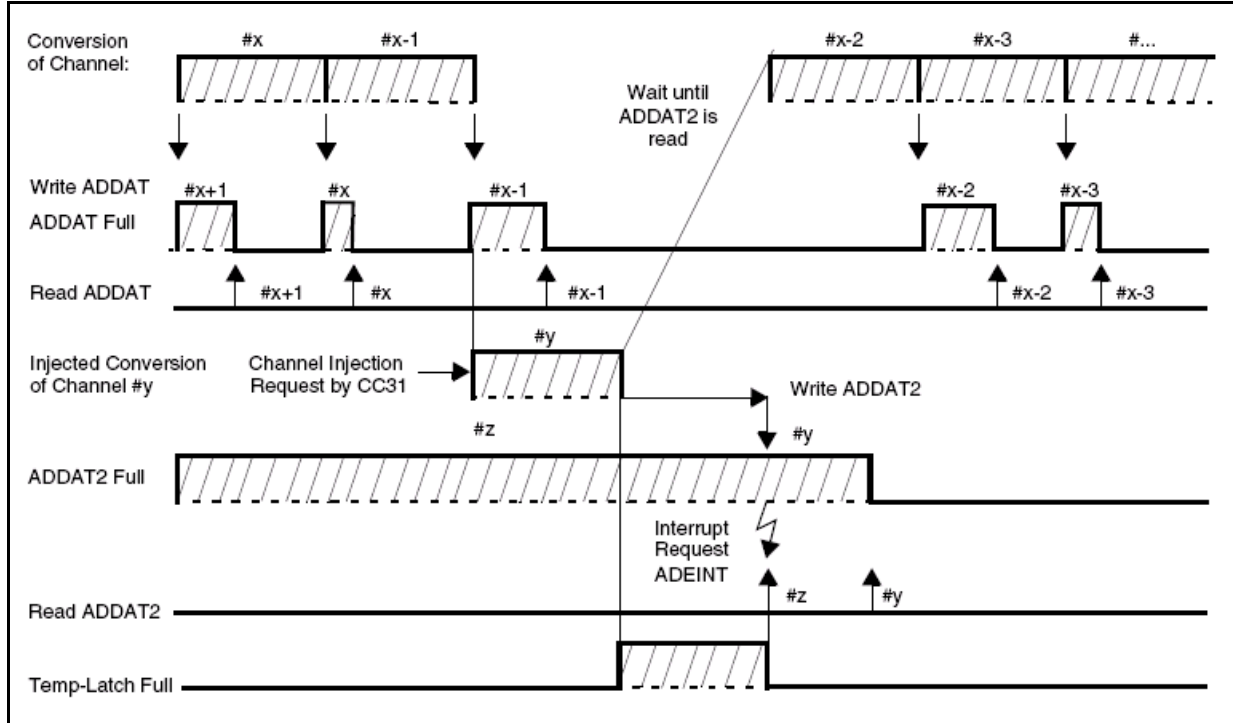 Conversion
of Channel:
#x
#x-1
#x-2
#x-3
#...
Wait until
ADDAT2 is
read
Write ADDAT
ADDAT Full
#x+1
#x
#x-1
#x-2
#x-3
Read ADDAT
#x+1
#x
#x-1
#x-2
#x-3
Injected Conversion
of Channel #y
Channel Injection
Request by CC31
#y
Write ADDAT2
#z
#y
ADDAT2 Full
Interrupt
Request
ADEINT
#z
#y
Read ADDAT2
Temp-Latch Full